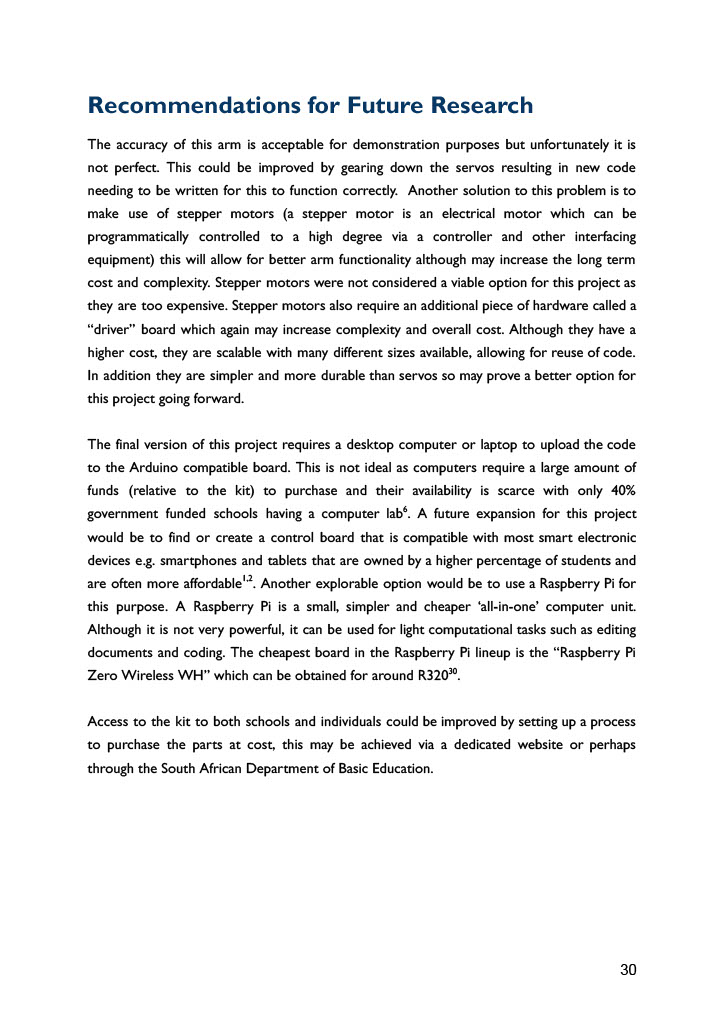 Recommendations for Future Research
The accuracy of this arm is acceptable for demonstration purposes but unfortunately it is
not perfect. This could be improved by gearing down the servos resulting in new code
needing to be written for this to function correctly.  Another solution to this problem is to
make use of stepper motors (a stepper motor is an electrical motor which can be
programmatically controlled to a high degree via a controller and other interfacing
equipment) this will allow for better arm functionality although may increase the long term
cost and complexity. Stepper motors were not considered a viable option for this project as
they are too expensive. Stepper motors also require an additional piece of hardware called a
“driver” board which again may increase complexity and overall cost. Although they have a
higher cost, they are scalable with many different sizes available, allowing for reuse of code.
In addition they are simpler and more durable than servos so may prove a better option for
this project going forward.
The final version of this project requires a desktop computer or laptop to upload the code
to the Arduino compatible board. This is not ideal as computers require a large amount of
funds (relative to the kit) to purchase and their availability is scarce with only 40%
government funded schools having a computer lab⁶. A future expansion for this project
would be to find or create a control board that is compatible with most smart electronic
devices e.g. smartphones and tablets that are owned by a higher percentage of students and
are often more affordable¹,². Another explorable option would be to use a Raspberry Pi for
this purpose. A Raspberry Pi is a small, simpler and cheaper ‘all-in-one’ computer unit.
Although it is not very powerful, it can be used for light computational tasks such as editing
documents and coding. The cheapest board in the Raspberry Pi lineup is the “Raspberry Pi
Zero Wireless WH” which can be obtained for around R320³⁰.
Access to the kit to both schools and individuals could be improved by setting up a process
to purchase the parts at cost, this may be achieved via a dedicated website or perhaps
through the South African Department of Basic Education.
30